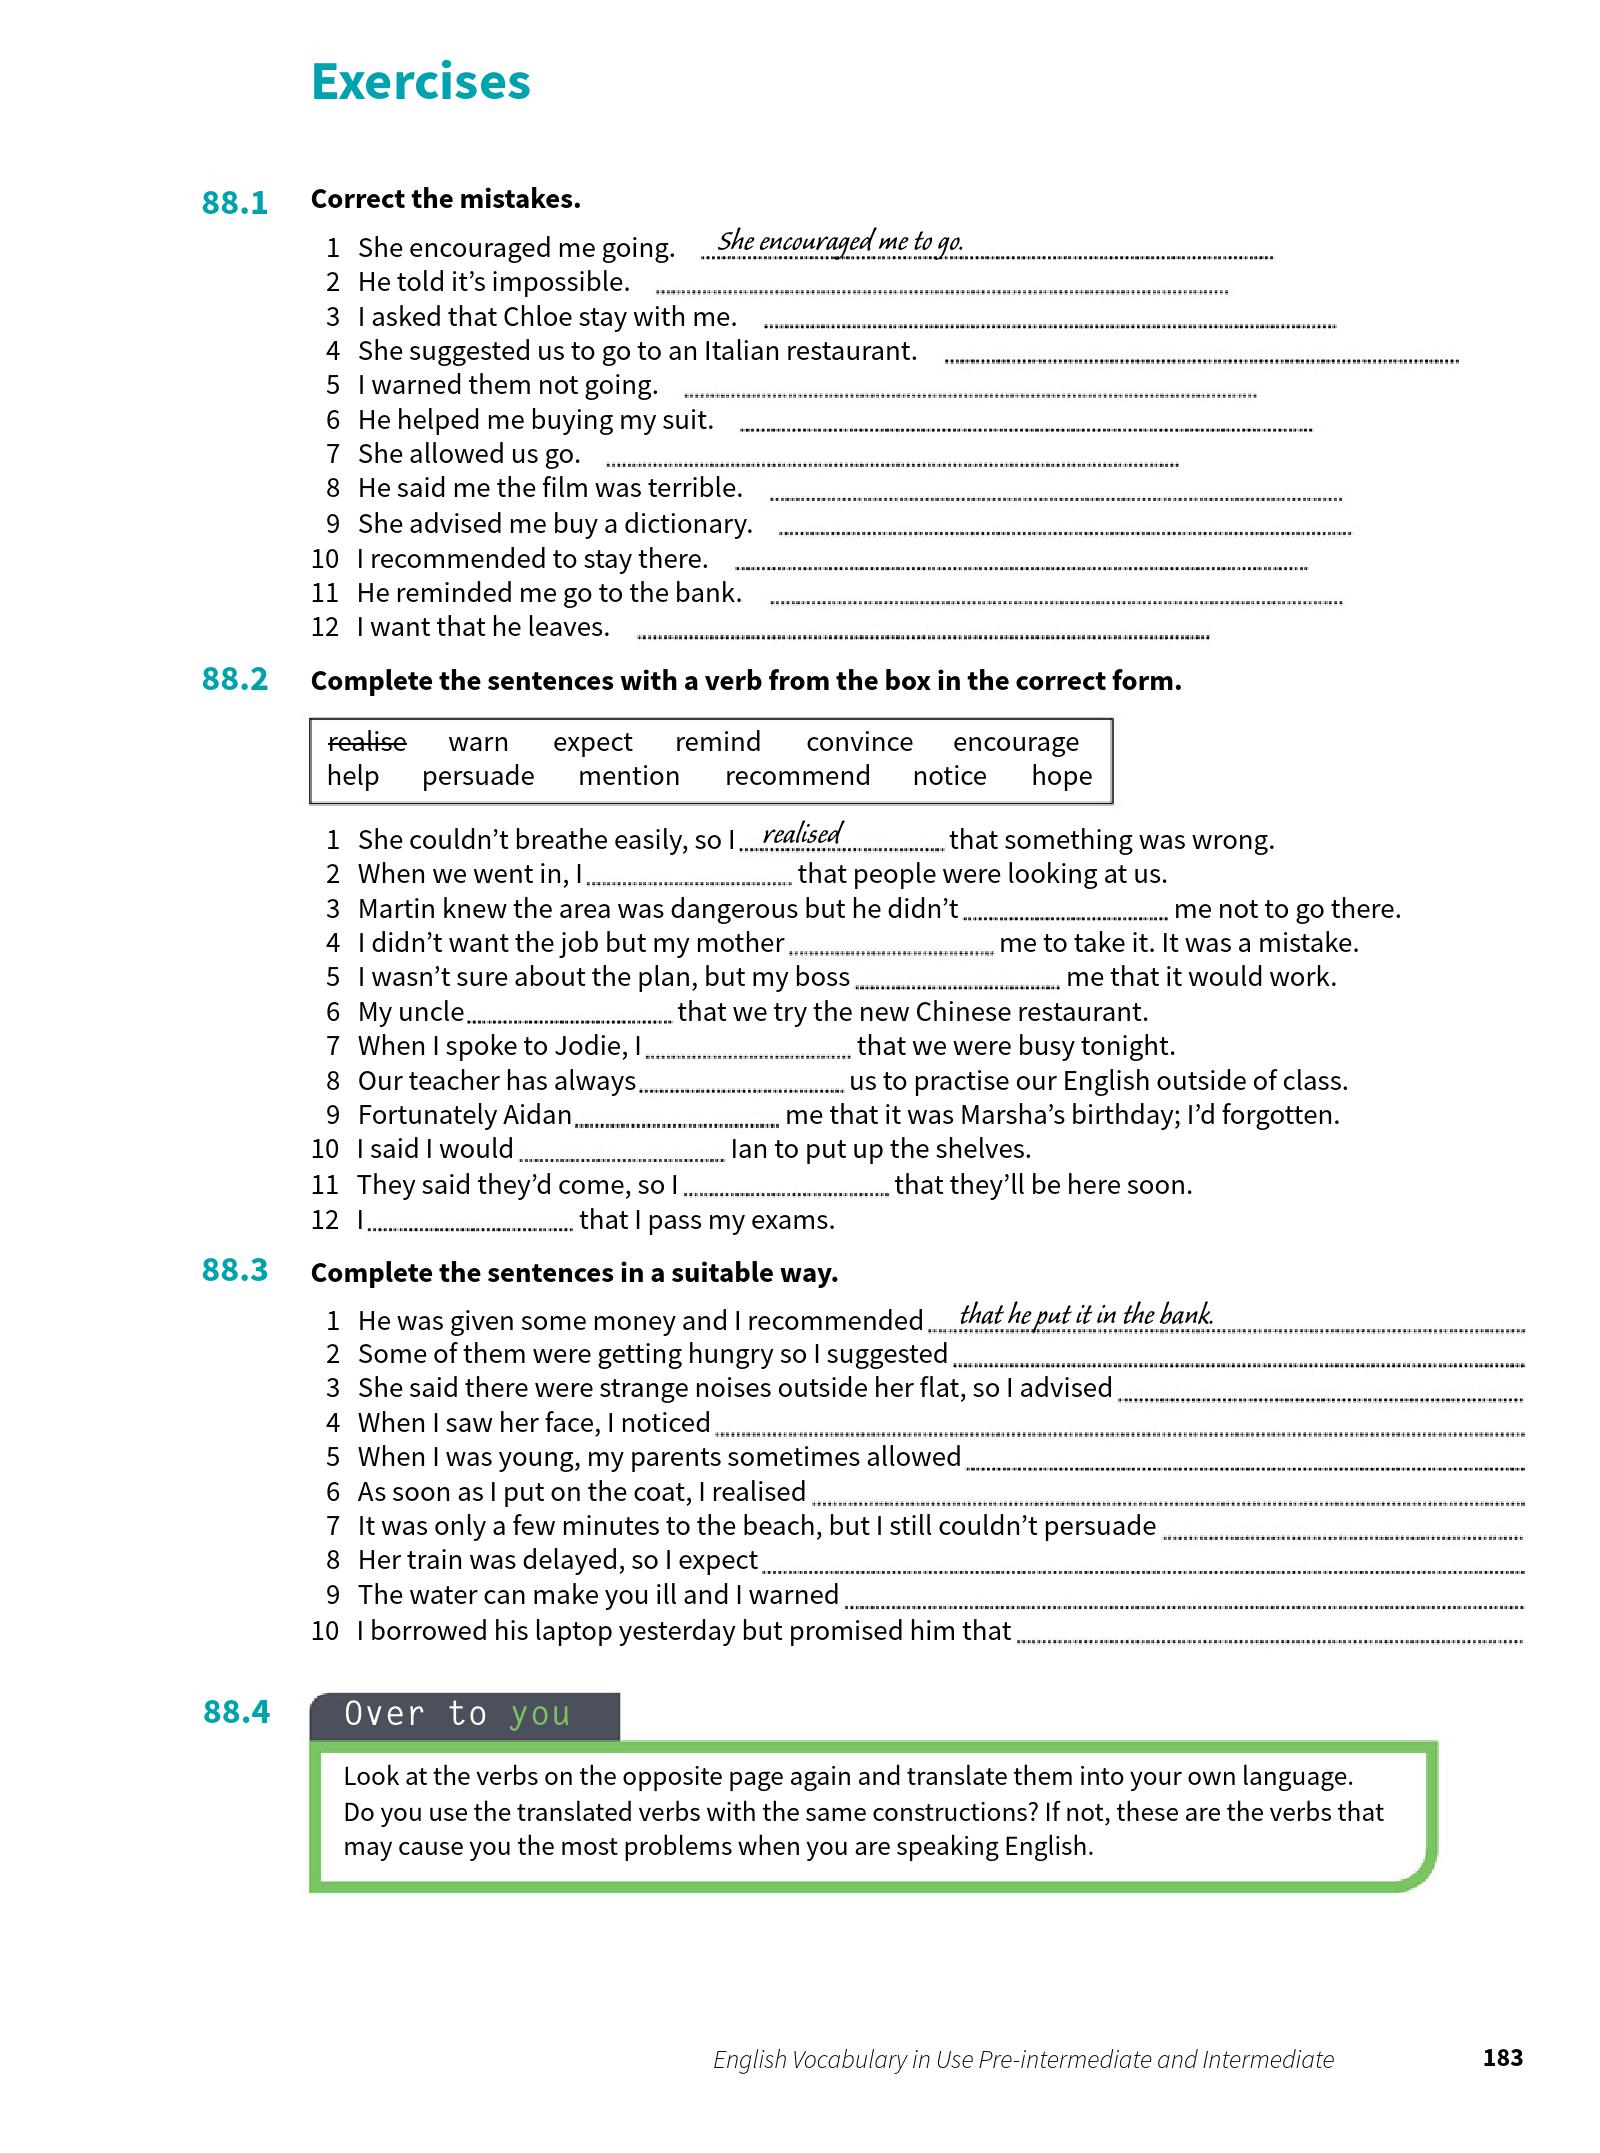 Exercises
88.1 Correct the mistakes.
1 She encouraged me going. She encouraged me to go.
2 He told it’s impossible.
3 I asked that Chloe stay with me.
4 She suggested us to go to an Italian restaurant.
5 I warned them not going.
6 He helped me buying my suit.
7 She allowed us go.
8 He said me the film was terrible.
9 She advised me buy a dictionary.
10 I recommended to stay there.
11 He reminded me go to the bank.
12 I want that he leaves.
88.2 Complete the sentences with a verb from the box in the correct form.
realise warn expect remind convince encourage
help persuade mention recommend notice hope
1 She couldn’t breathe easily, so I realised that something was wrong.
2 When we went in, I that people were looking at us.
3 Martin knew the area was dangerous but he didn’t me not to go there.
4 I didn’t want the job but my mother me to take it. It was a mistake.
5 I wasn’t sure about the plan, but my boss me that it would work.
6 My uncle that we try the new Chinese restaurant.
7 When I spoke to Jodie, I that we were busy tonight.
8 Our teacher has always us to practise our English outside of class.
9 Fortunately Aidan me that it was Marsha’s birthday; I’d forgotten.
10 I said I would Ian to put up the shelves.
11 They said they’d come, so I that they’ll be here soon.
12 I that I pass my exams.
88.3 Complete the sentences in a suitable way.
1 He was given some money and I recommended that he put it in the bank.
2 Some of them were getting hungry so I suggested
3 She said there were strange noises outside her flat, so I advised
4 When I saw her face, I noticed
5 When I was young, my parents sometimes allowed
6 As soon as I put on the coat, I realised
7 It was only a few minutes to the beach, but I still couldn’t persuade
8 Her train was delayed, so I expect
9 The water can make you ill and I warned
10 I borrowed his laptop yesterday but promised him that
88.4 Over to you
Look at the verbs on the opposite page again and translate them into your own language.
Do you use the translated verbs with the same constructions? If not, these are the verbs that
may cause you the most problems when you are speaking English.
English Vocabulary in Use Pre-intermediate and Intermediate 183